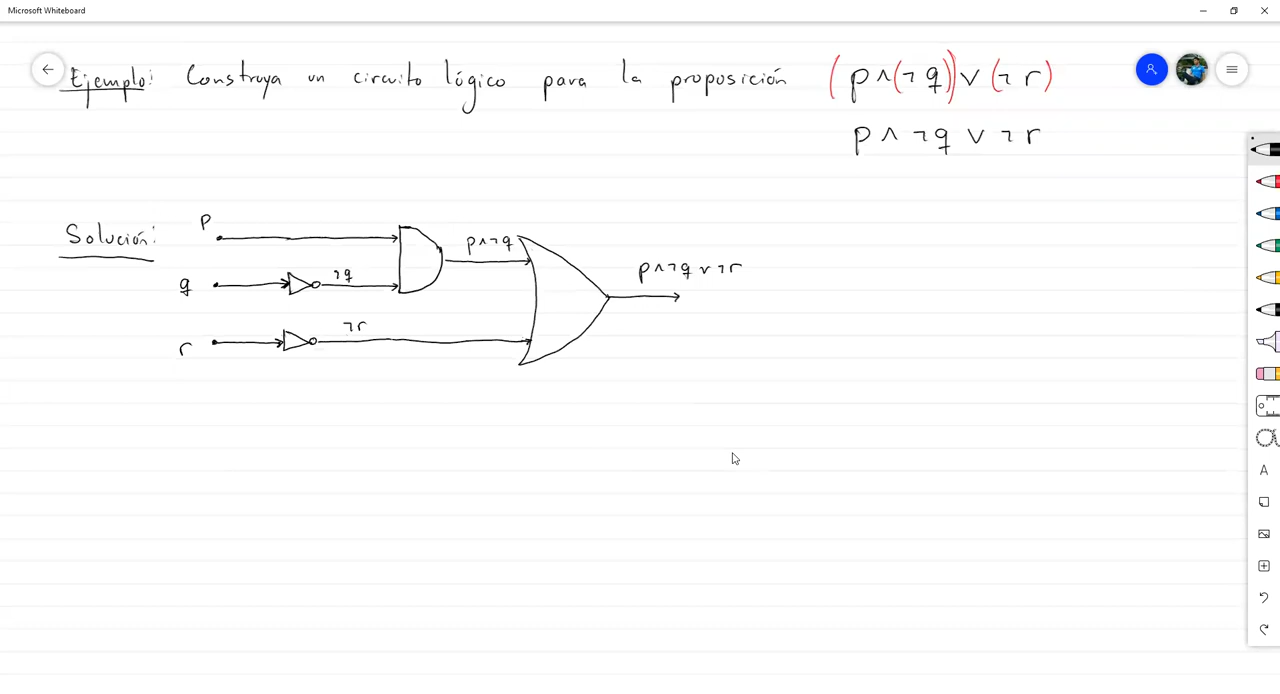 Microsoft Whiteboard
Ejemplo: Construya un circuito lógico para la proposición (p∧(¬q))∨(¬r)
p∧¬q∨¬r
Solución:
p
p∧¬q
q
¬q
p∧¬q∨¬r
r
¬r
A